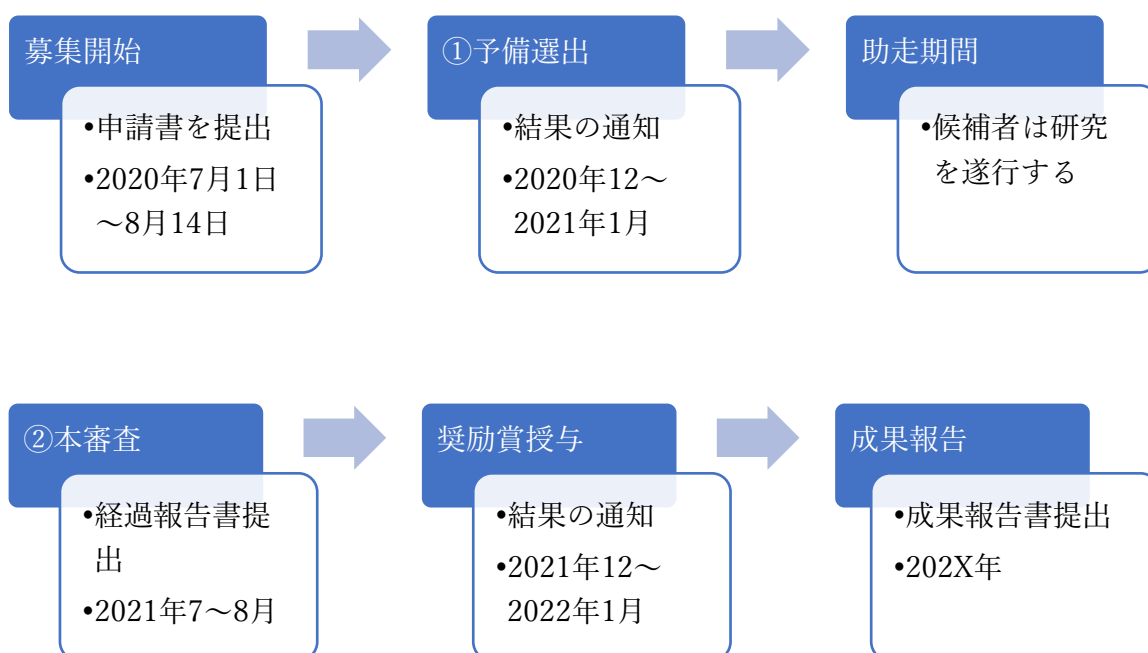 募集開始
•申請書を提出
•2020年7月1日
～8月14日
①予備選出
•結果の通知
•2020年12～
2021年1月
助走期間
•候補者は研究
を遂行する
②本審査
•経過報告書提
出
•2021年7～8月
奨励賞授与
•結果の通知
•2021年12～
2022年1月
成果報告
•成果報告書提出
•202X年